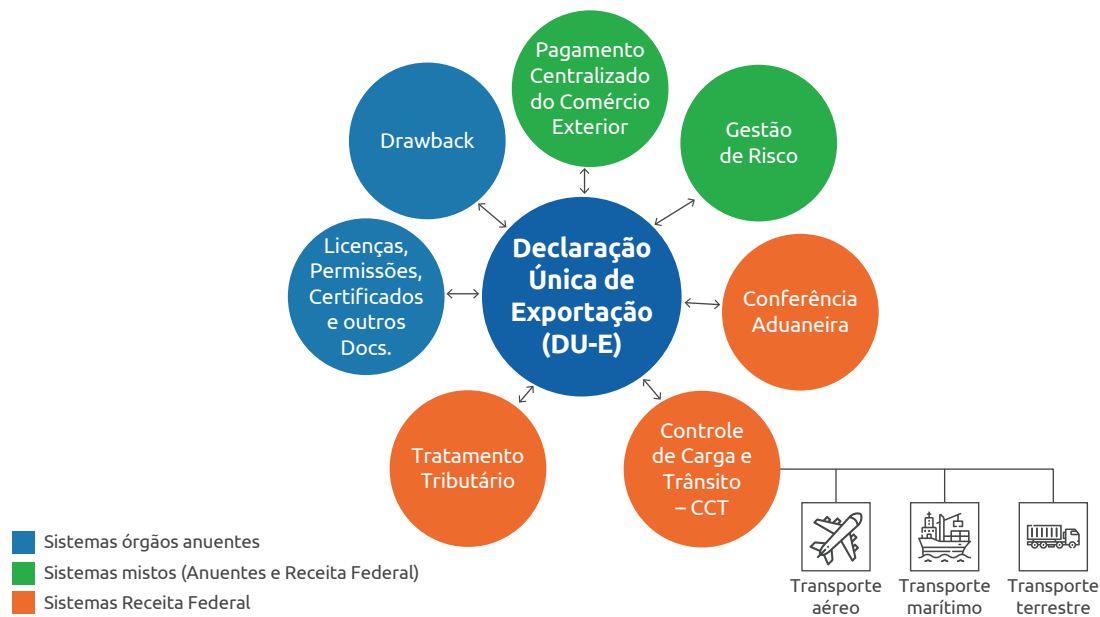 Pagamento
Centralizado
do Comércio
Exterior
Drawback
Gestão
de Risco
Licenças,
Permissões,
Certificados
e outros
Docs.
Declaração
Única de
Exportação
(DU-E)
Conferência
Aduaneira
Tratamento
Tributário
Controle
de Carga e
Trânsito
– CCT
Sistemas órgãos anuentes
Sistemas mistos (Anuentes e Receita Federal)
Sistemas Receita Federal
Transporte
aéreo
Transporte
marítimo
Transporte
terrestre